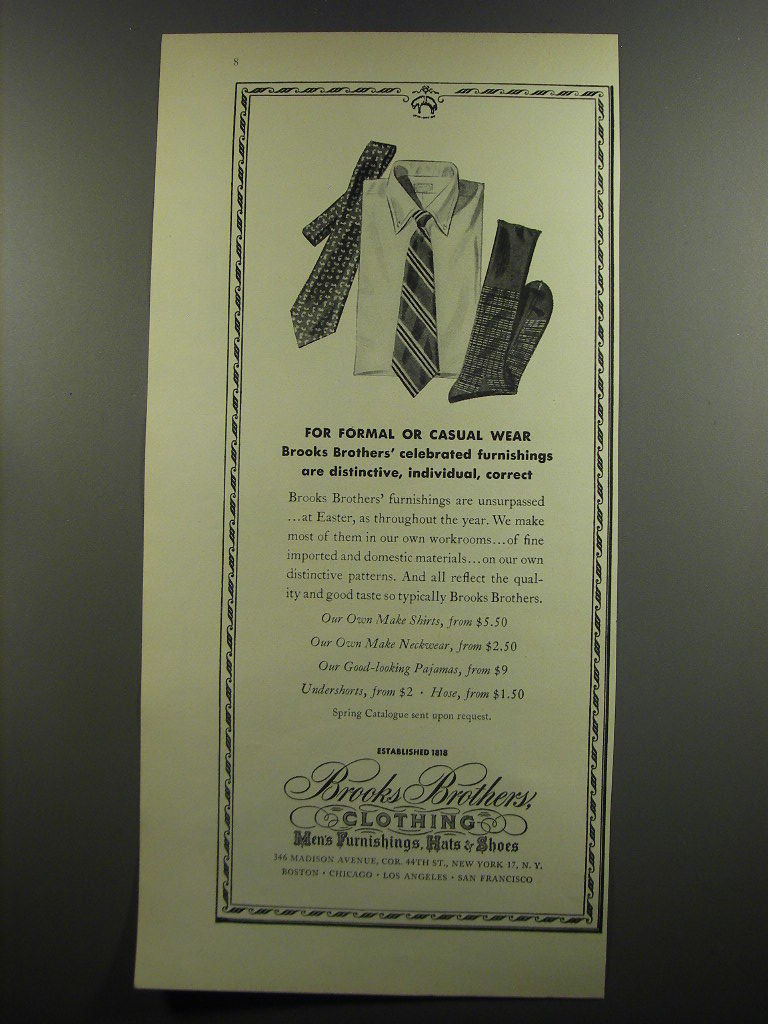 8
FOR FORMAL OR CASUAL WEAR
Brooks Brothers' celebrated furnishings
are distinctive, individual, correct
Brooks Brothers' furnishings are unsurpassed
...at Easter, as throughout the year. We make
most of them in our own workrooms...of fine
imported and domestic materials...on our own
distinctive patterns. And all reflect the qual-
ity and good taste so typically Brooks Brothers.
Our Own Make Shirts, from $5.50
Our Own Make Neckwear, from $2.50
Our Good-looking Pajamas, from $9
Undershorts, from $2 · Hose, from $1.50
Spring Catalogue sent upon request.
ESTABLISHED 1818
Brooks Brothers,
CLOTHING
Men's Furnishings, Hats & Shoes
346 MADISON AVENUE, COR. 44TH ST., NEW YORK 17, N. Y.
BOSTON · CHICAGO · LOS ANGELES · SAN FRANCISCO